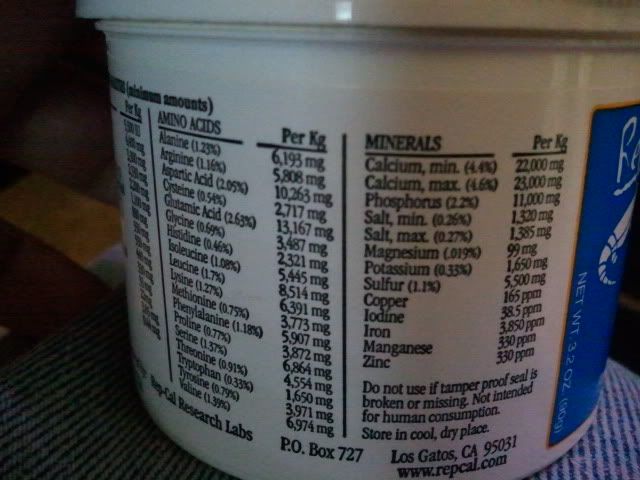 (minimum amounts)
Per Kg
AMINO ACIDS Per Kg
Alanine (1.23%) 6,193 mg
Arginine (1.16%) 5,808 mg
Aspartic Acid (2.05%) 10,263 mg
Cysteine (0.54%) 2,717 mg
Glutamic Acid (2.63%) 13,167 mg
Glycine (0.69%) 3,487 mg
Histidine (0.46%) 2,321 mg
Isoleucine (1.08%) 5,445 mg
Leucine (1.7%) 8,514 mg
Lysine (1.27%) 6,391 mg
Methionine (0.75%) 3,773 mg
Phenylalanine (1.18%) 5,907 mg
Proline (0.77%) 3,872 mg
Serine (1.37%) 6,864 mg
Threonine (0.91%) 4,554 mg
Tryptophan (0.33%) 1,650 mg
Tyrosine (0.79%) 3,971 mg
Valine (1.39%) 6,974 mg
MINERALS Per Kg
Calcium, min. (4.4%) 22,000 mg
Calcium, max. (4.6%) 23,000 mg
Phosphorus (2.2%) 11,000 mg
Salt, min. (0.26%) 1,320 mg
Salt, max. (0.27%) 1,385 mg
Magnesium (.019%) 99 mg
Potassium (0.33%) 1,650 mg
Sulfur (1.1%) 5,500 mg
Copper 165 ppm
Iodine 38.5 ppm
Iron 3,850 ppm
Manganese 330 ppm
Zinc 330 ppm
Do not use if tamper proof seal is
broken or missing. Not intended
for human consumption.
Store in cool, dry place.
Rep-Cal Research Labs P.O. Box 727 Los Gatos, CA 95031
www.repcal.com
NET WT. 3.2 OZ. (90g)